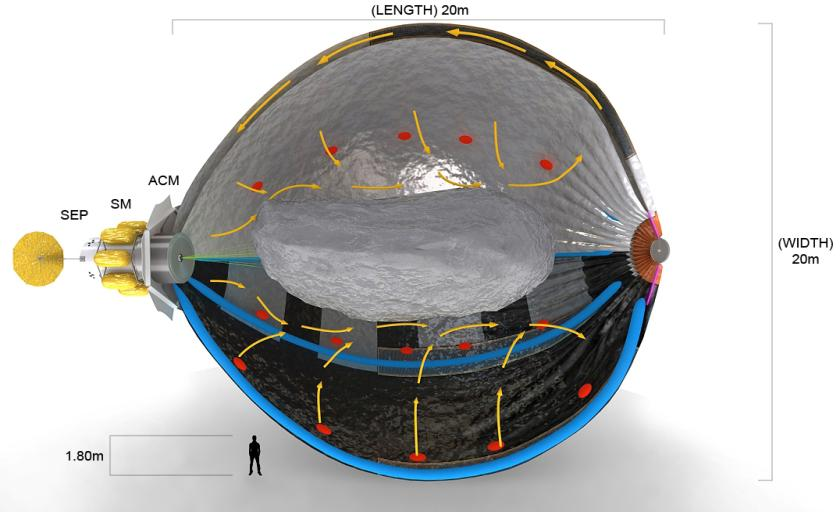 (LENGTH) 20m
ACM
SM
SEP
(WIDTH)
20m
1.80m